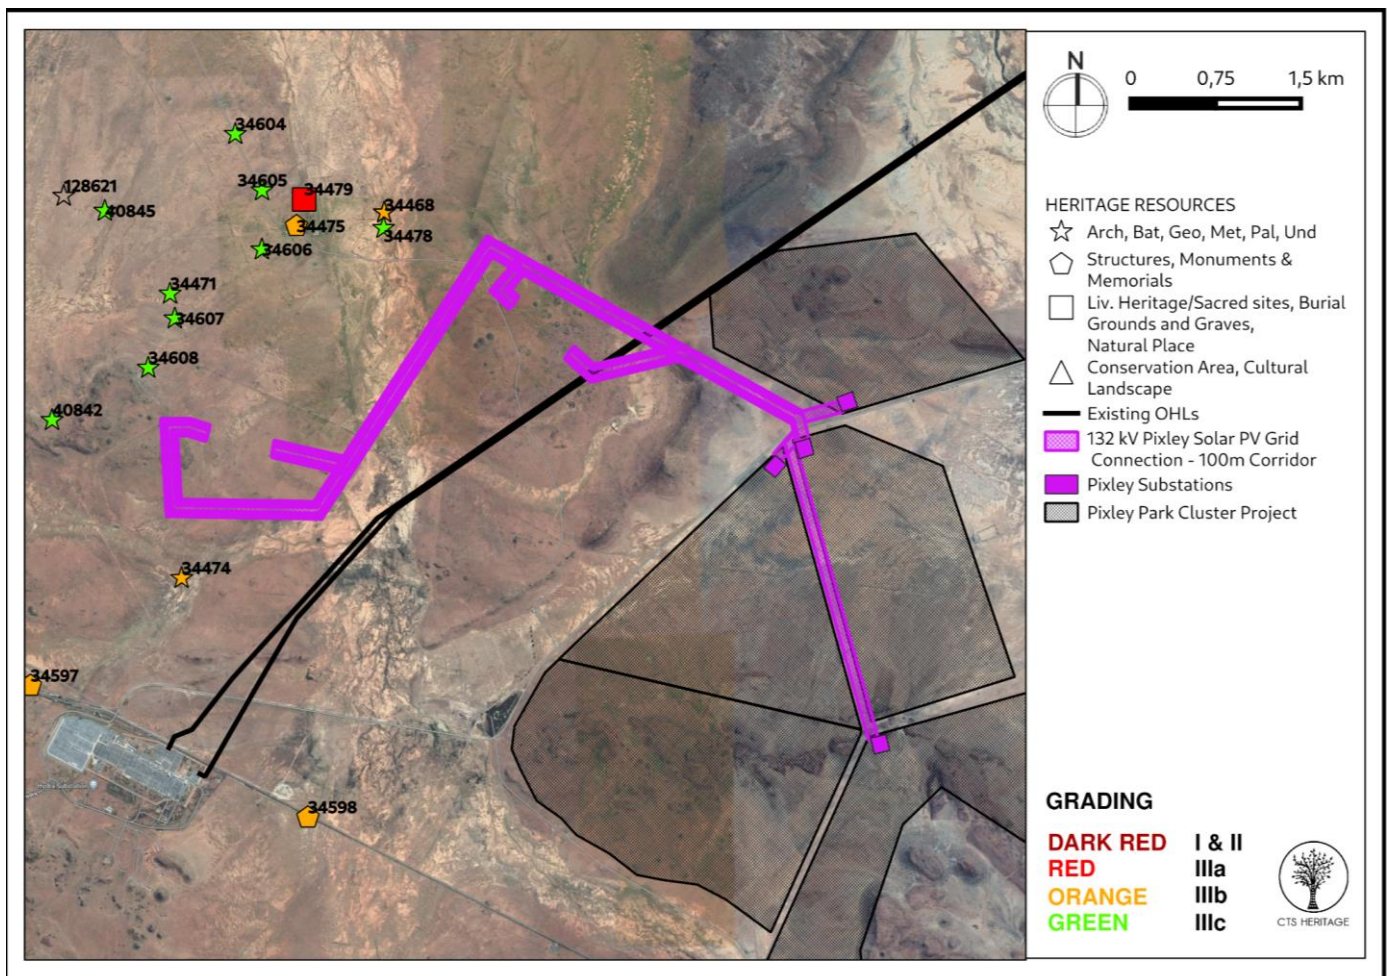 34604
128621
40845
34605
34479
34475
34606
34468
34478
34471
34607
34608
40842
34474
34597
Hydra Substation
34598
N
0 0,75 1,5 km
HERITAGE RESOURCES
Arch, Bat, Geo, Met, Pal, Und
Structures, Monuments &
Memorials
Liv. Heritage/Sacred sites, Burial
Grounds and Graves,
Natural Place
Conservation Area, Cultural
Landscape
Existing OHLs
132 kV Pixley Solar PV Grid
Connection - 100m Corridor
Pixley Substations
Pixley Park Cluster Project
GRADING
DARK RED I & II
RED IIIa
ORANGE IIIb
GREEN IIIc
CTS HERITAGE